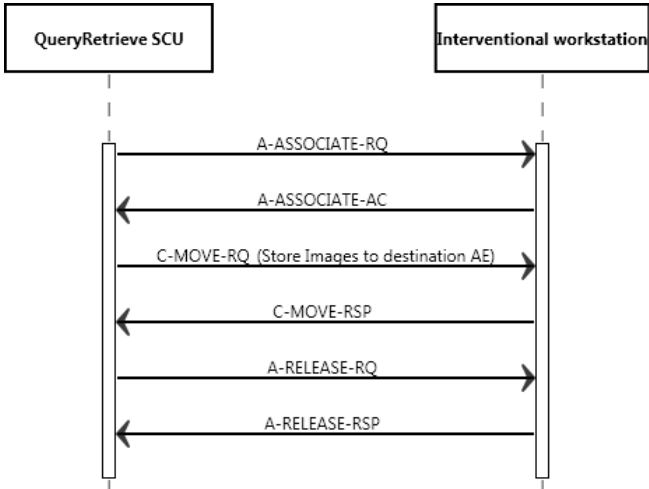 QueryRetrieve SCU
Interventional workstation
A-ASSOCIATE-RQ
A-ASSOCIATE-AC
C-MOVE-RQ (Store Images to destination AE)
C-MOVE-RSP
A-RELEASE-RQ
A-RELEASE-RSP